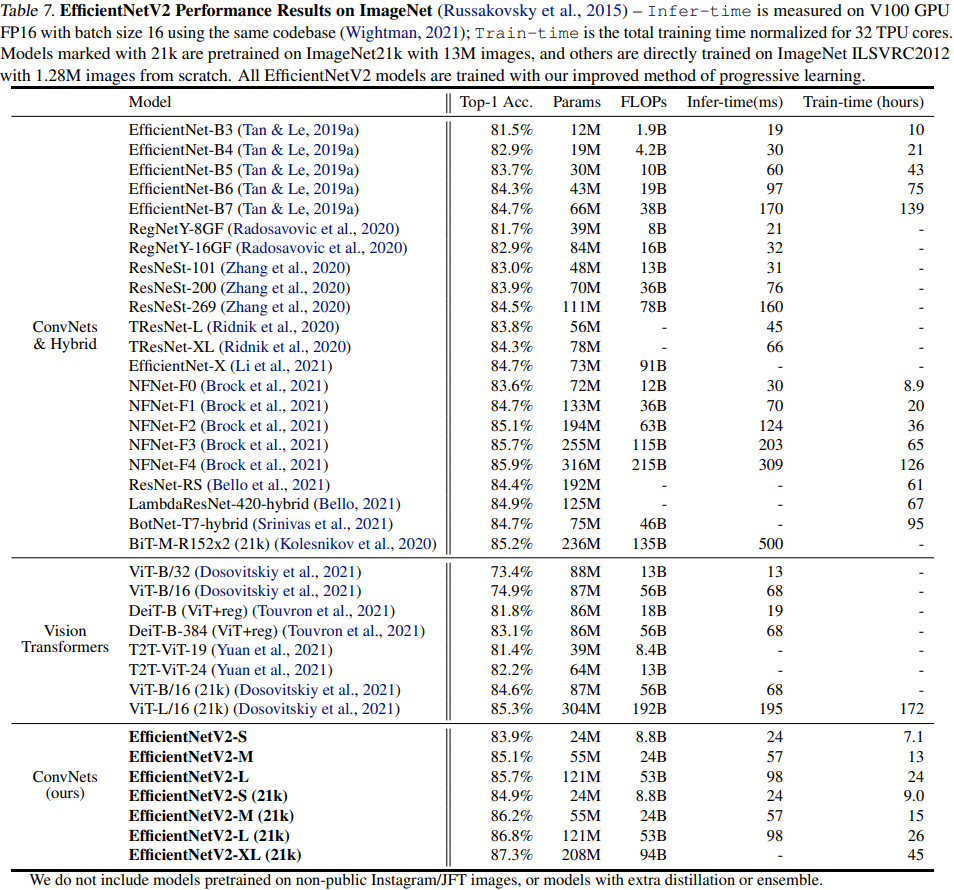 Table 7. EfficientNetV2 Performance Results on ImageNet (Russakovsky et al., 2015) – Infer-time is measured on V100 GPU
FP16 with batch size 16 using the same codebase (Wightman, 2021); Train-time is the total training time normalized for 32 TPU cores.
Models marked with 21k are pretrained on ImageNet21k with 13M images, and others are directly trained on ImageNet ILSVRC2012
with 1.28M images from scratch. All EfficientNetV2 models are trained with our improved method of progressive learning.
Model Top-1 Acc. Params FLOPs Infer-time(ms) Train-time (hours)
EfficientNet-B3 (Tan & Le, 2019a) 81.5% 12M 1.9B 19 10
EfficientNet-B4 (Tan & Le, 2019a) 82.9% 19M 4.2B 30 21
EfficientNet-B5 (Tan & Le, 2019a) 83.7% 30M 10B 60 43
EfficientNet-B6 (Tan & Le, 2019a) 84.3% 43M 19B 97 75
EfficientNet-B7 (Tan & Le, 2019a) 84.7% 66M 38B 170 139
RegNetY-8GF (Radosavovic et al., 2020) 81.7% 39M 8B 21 -
RegNetY-16GF (Radosavovic et al., 2020) 82.9% 84M 16B 32 -
ResNeSt-101 (Zhang et al., 2020) 83.0% 48M 13B 31 -
ResNeSt-200 (Zhang et al., 2020) 83.9% 70M 36B 76 -
ResNeSt-269 (Zhang et al., 2020) 84.5% 111M 78B 160 -
ConvNets TResNet-L (Ridnik et al., 2020) 83.8% 56M - 45 -
& Hybrid TResNet-XL (Ridnik et al., 2020) 84.3% 78M - 66 -
EfficientNet-X (Li et al., 2021) 84.7% 73M 91B - -
NFNet-F0 (Brock et al., 2021) 83.6% 72M 12B 30 8.9
NFNet-F1 (Brock et al., 2021) 84.7% 133M 36B 70 20
NFNet-F2 (Brock et al., 2021) 85.1% 194M 63B 124 36
NFNet-F3 (Brock et al., 2021) 85.7% 255M 115B 203 65
NFNet-F4 (Brock et al., 2021) 85.9% 316M 215B 309 126
ResNet-RS (Bello et al., 2021) 84.4% 192M - - 61
LambdaResNet-420-hybrid (Bello, 2021) 84.9% 125M - - 67
BotNet-T7-hybrid (Srinivas et al., 2021) 84.7% 75M 46B - 95
BiT-M-R152x2 (21k) (Kolesnikov et al., 2020) 85.2% 236M 135B 500 -
ViT-B/32 (Dosovitskiy et al., 2021) 73.4% 88M 13B 13 -
ViT-B/16 (Dosovitskiy et al., 2021) 74.9% 87M 56B 68 -
DeiT-B (ViT+reg) (Touvron et al., 2021) 81.8% 86M 18B 19 -
Vision DeiT-B-384 (ViT+reg) (Touvron et al., 2021) 83.1% 86M 56B 68 -
Transformers T2T-ViT-19 (Yuan et al., 2021) 81.4% 39M 8.4B - -
T2T-ViT-24 (Yuan et al., 2021) 82.2% 64M 13B - -
ViT-B/16 (21k) (Dosovitskiy et al., 2021) 84.6% 87M 56B 68 -
ViT-L/16 (21k) (Dosovitskiy et al., 2021) 85.3% 304M 192B 195 172
EfficientNetV2-S 83.9% 24M 8.8B 24 7.1
EfficientNetV2-M 85.1% 55M 24B 57 13
ConvNets EfficientNetV2-L 85.7% 121M 53B 98 24
(ours) EfficientNetV2-S (21k) 84.9% 24M 8.8B 24 9.0
EfficientNetV2-M (21k) 86.2% 55M 24B 57 15
EfficientNetV2-L (21k) 86.8% 121M 53B 98 26
EfficientNetV2-XL (21k) 87.3% 208M 94B - 45
We do not include models pretrained on non-public Instagram/JFT images, or models with extra distillation or ensemble.